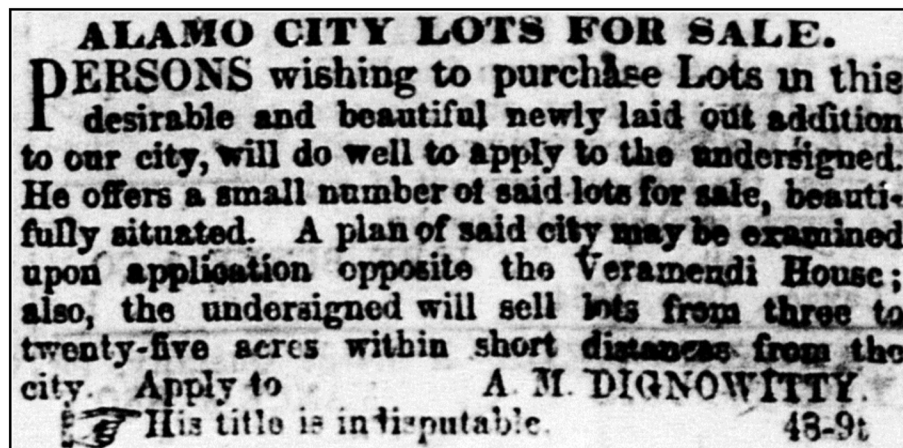 ALAMO CITY LOTS FOR SALE.
PERSONS wishing to purchase Lots in this
desirable and beautiful newly laid out addition
to our city, will do well to apply to the undersigned.
He offers a small number of said lots for sale, beauti-
fully situated. A plan of said city may be examined
upon application opposite the Veramendi House;
also, the undersigned will sell lots from three to
twenty-five acres within short distances from the
city. Apply to A. M. DIGNOWITTY.
☞ His title is indisputable. 43-9t